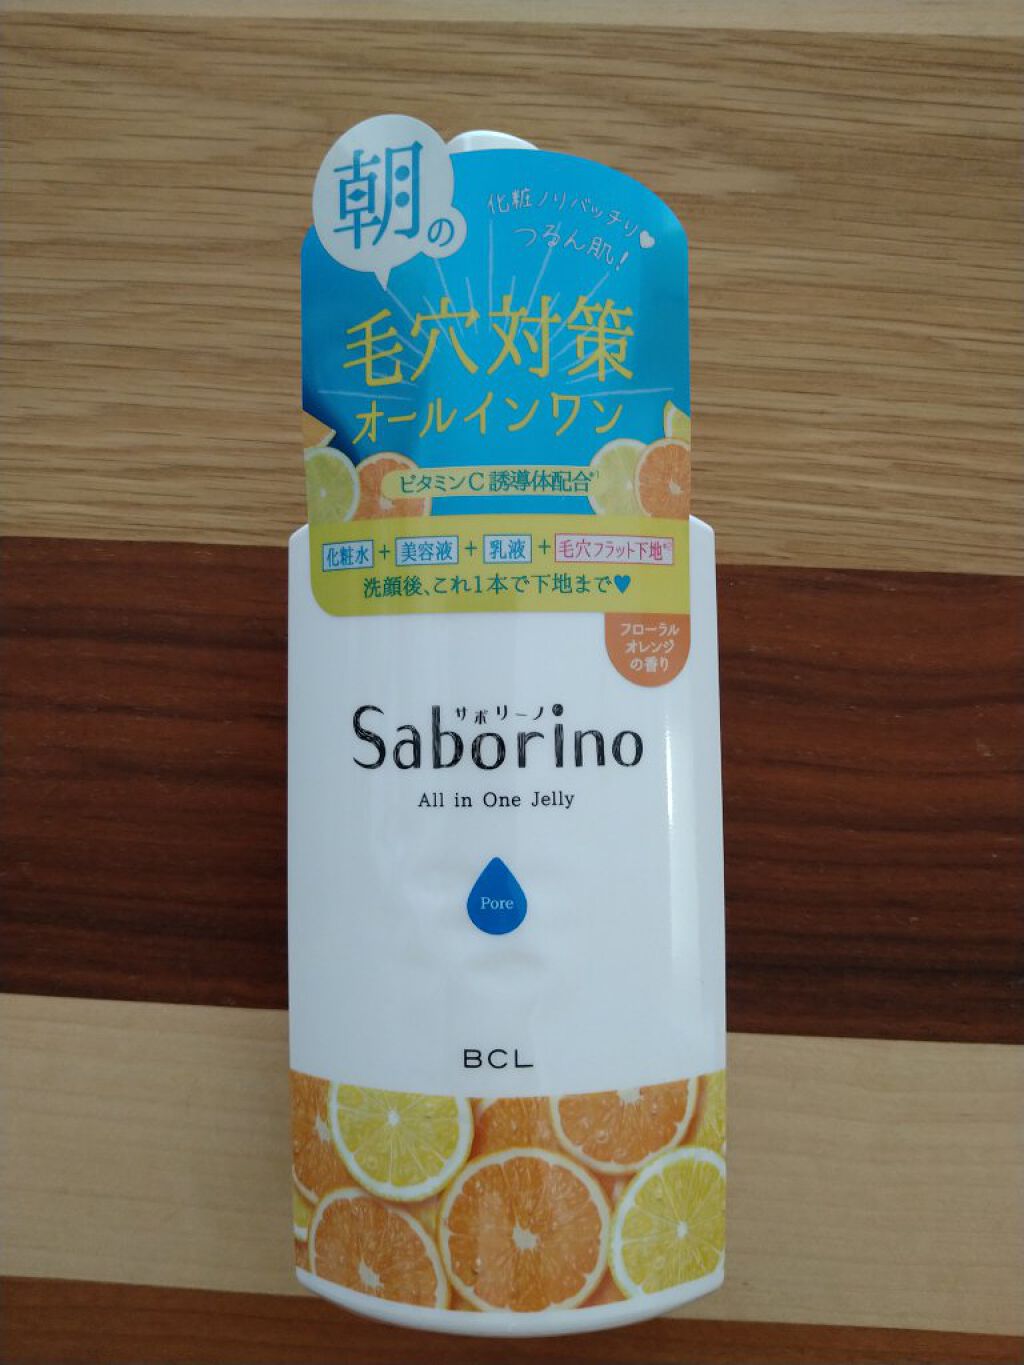 朝の
化粧ノリバッチリ♥
つるん肌!
毛穴対策
オールインワン
ビタミンC誘導体配合*1
化粧水+美容液+乳液+毛穴フラット下地*2
洗顔後、これ1本で下地まで♥
フローラル
オレンジ
の香り
サボリーノ
Saborino
All in One Jelly
Pore
BCL